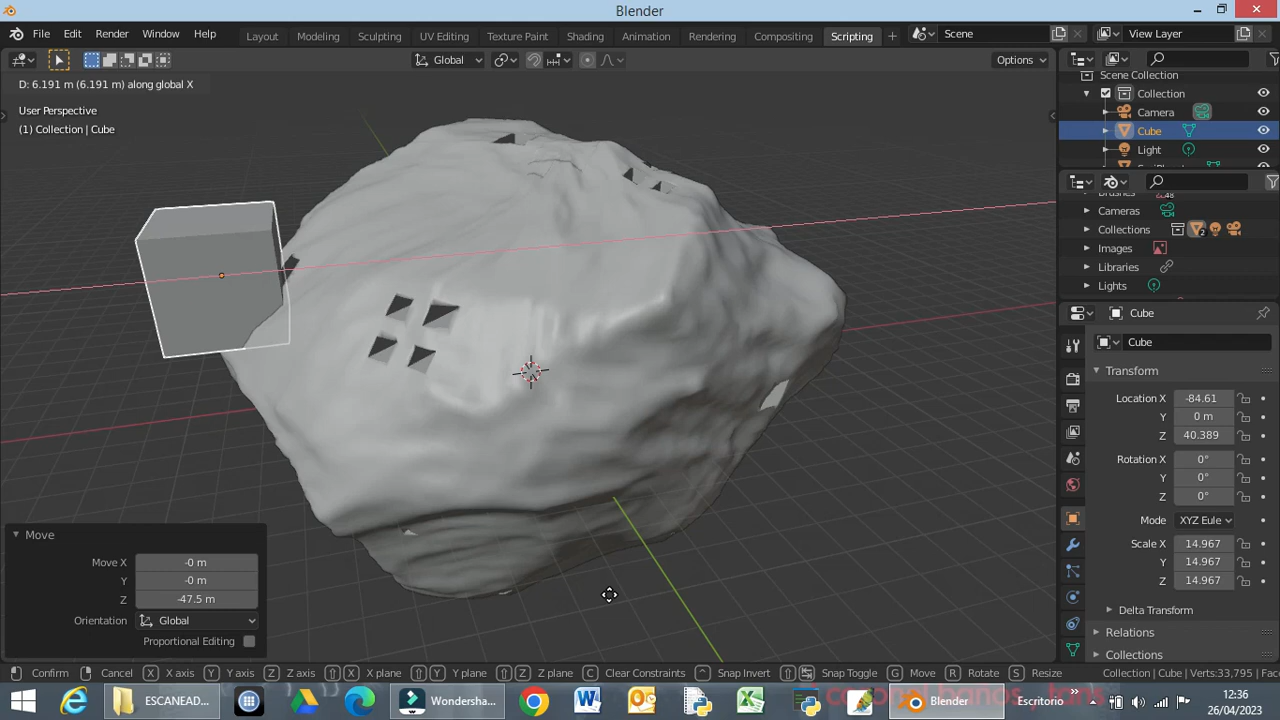 Blender
File Edit Render Window Help Layout Modeling Sculpting UV Editing Texture Paint Shading Animation Rendering Compositing Scripting + Scene View Layer
Global Options
D: 6.191 m (6.191 m) along global X
User Perspective
(1) Collection | Cube
Scene Collection
Collection
Camera
Cube
Light
Cameras
Collections
Images
Libraries
Lights
Cube
Cube
Transform
Location X -84.61
Y 0 m
Z 40.389
Rotation X 0°
Y 0°
Z 0°
Mode XYZ Eule
Scale X 14.967
Y 14.967
Z 14.967
Delta Transform
Relations
Collections
Move
Move X -0 m
Y -0 m
Z -47.5 m
Orientation Global
Proportional Editing
Confirm Cancel X X axis Y Y axis Z Z axis X X plane Y Y plane Z Z plane C Clear Constraints Snap Invert Snap Toggle G Move R Rotate S Resize Collection | Cube | Verts:33,795 | Fac
ESCANEAD... Wondersha... Blender Escritorio » 12:36
26/04/2023